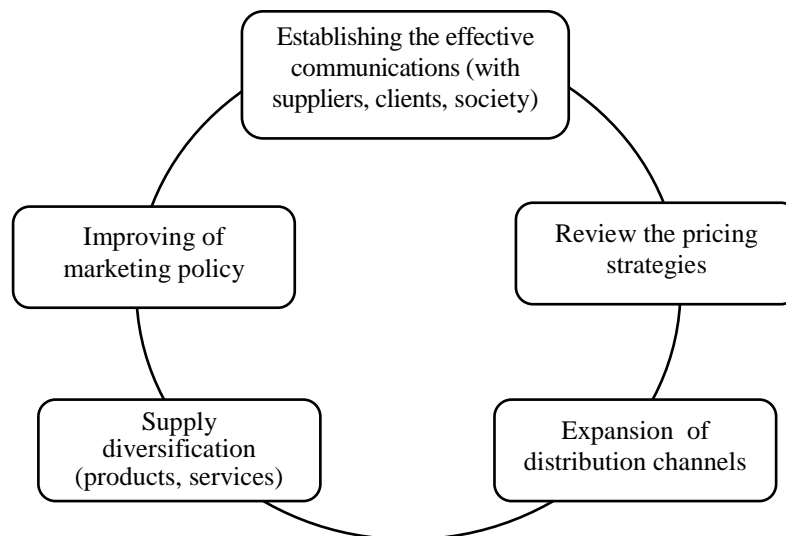 Establishing the effective
communications (with
suppliers, clients, society)
Improving of
marketing policy
Review the pricing
strategies
Supply
diversification
(products, services)
Expansion of
distribution channels